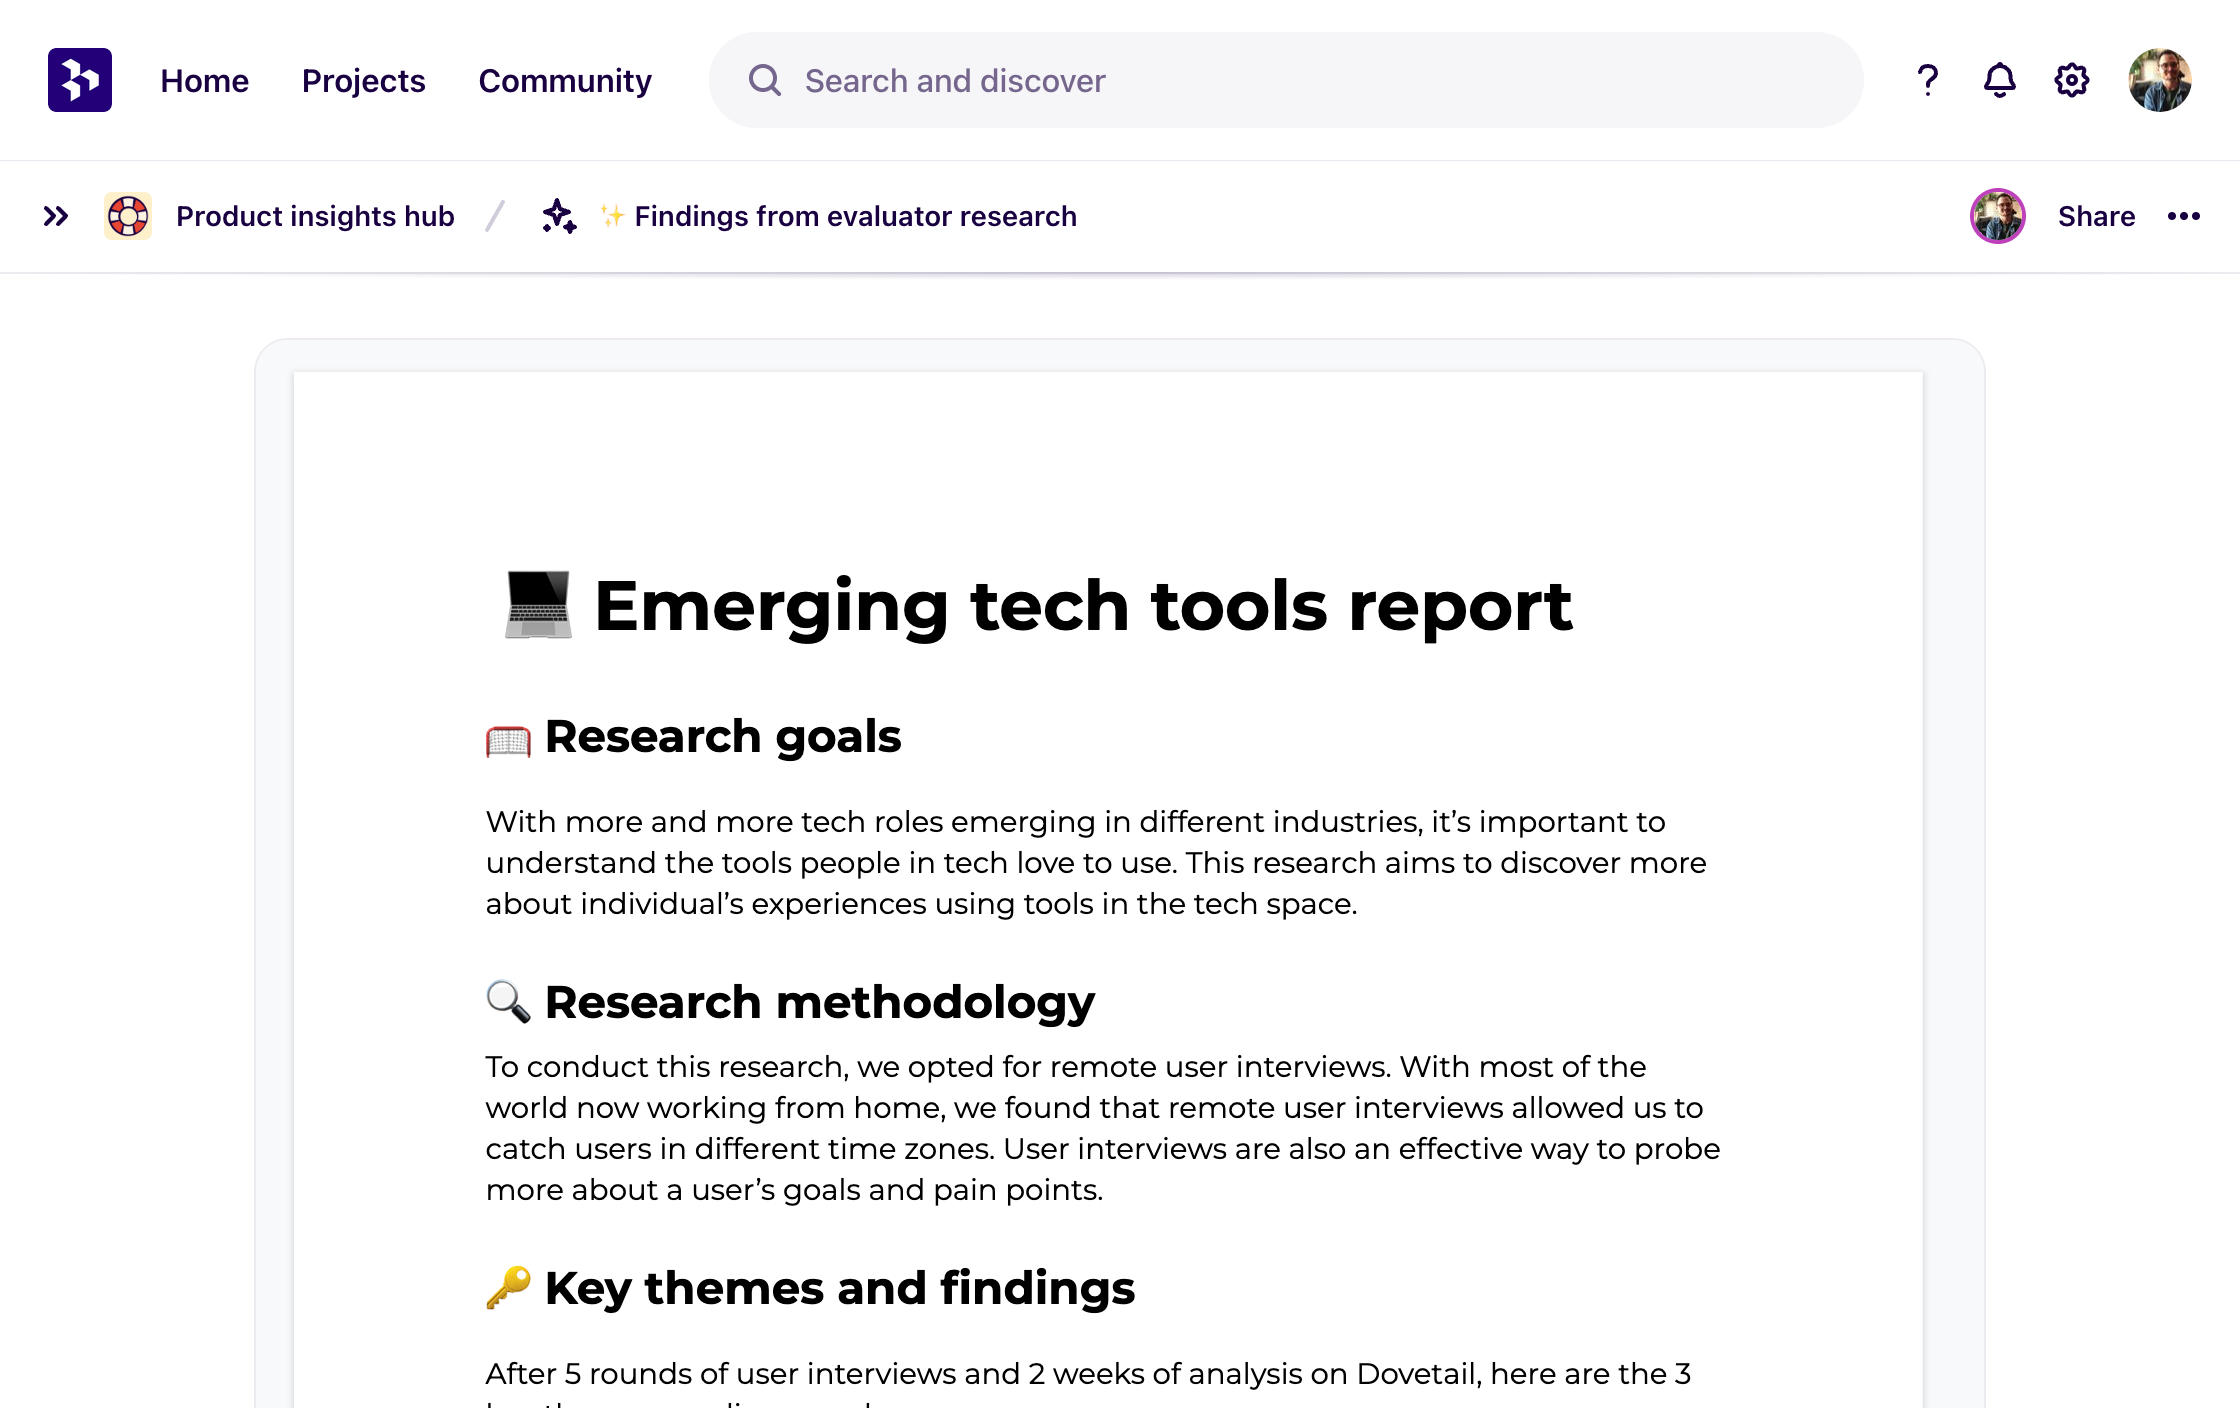 Home
Projects
Community
Search and discover
Product insights hub / ✨ Findings from evaluator research
Share
💻 Emerging tech tools report
🥅 Research goals
With more and more tech roles emerging in different industries, it’s important to
understand the tools people in tech love to use. This research aims to discover more
about individual’s experiences using tools in the tech space.
🔍 Research methodology
To conduct this research, we opted for remote user interviews. With most of the
world now working from home, we found that remote user interviews allowed us to
catch users in different time zones. User interviews are also an effective way to probe
more about a user’s goals and pain points.
🔑 Key themes and findings
After 5 rounds of user interviews and 2 weeks of analysis on Dovetail, here are the 3